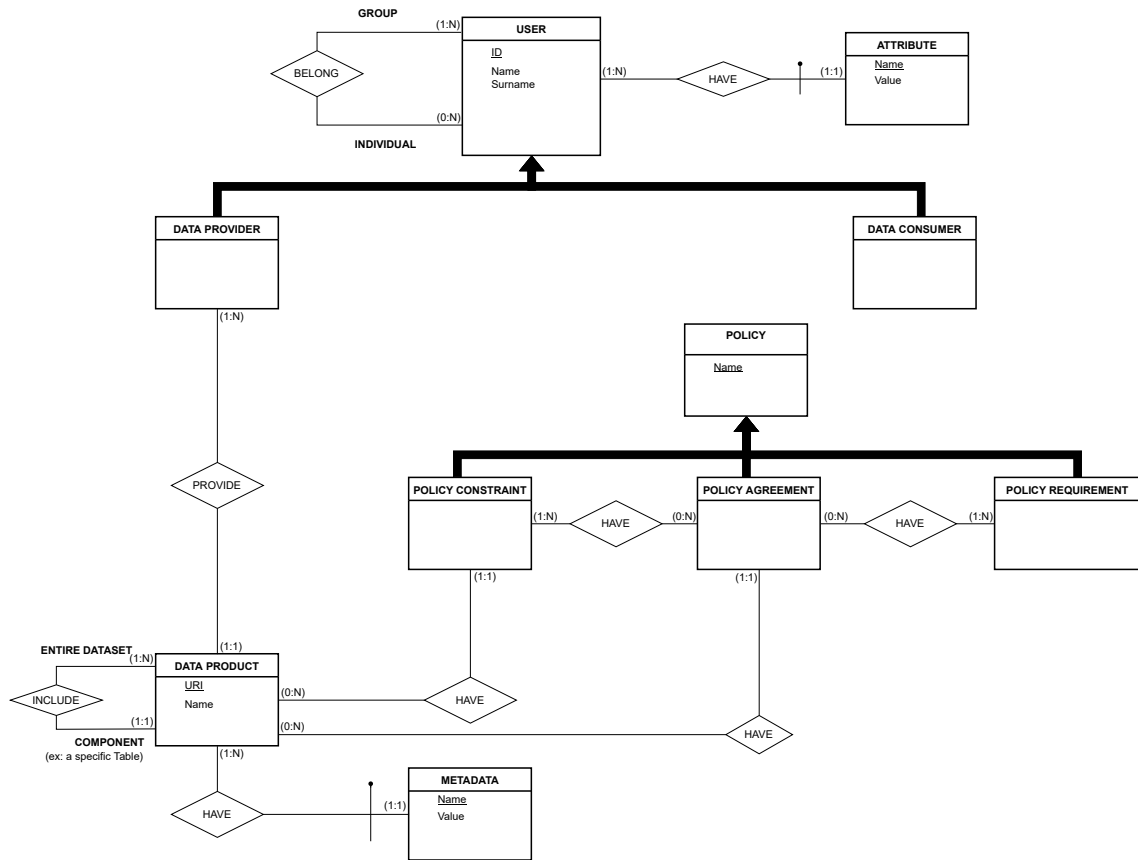 GROUP
(1:N)
USER
ID
Name
Surname
BELONG
(0:N)
INDIVIDUAL
(1:N)
HAVE
(1:1)
ATTRIBUTE
Name
Value
DATA PROVIDER
DATA CONSUMER
(1:N)
POLICY
Name
PROVIDE
POLICY CONSTRAINT
(1:N)
HAVE
(0:N)
POLICY AGREEMENT
(0:N)
HAVE
(1:N)
POLICY REQUIREMENT
(1:1)
(1:1)
ENTIRE DATASET
(1:N)
(1:1)
DATA PRODUCT
URI
Name
INCLUDE
(1:1)
COMPONENT
(ex: a specific Table)
(0:N)
HAVE
(0:N)
HAVE
(1:N)
HAVE
(1:1)
METADATA
Name
Value